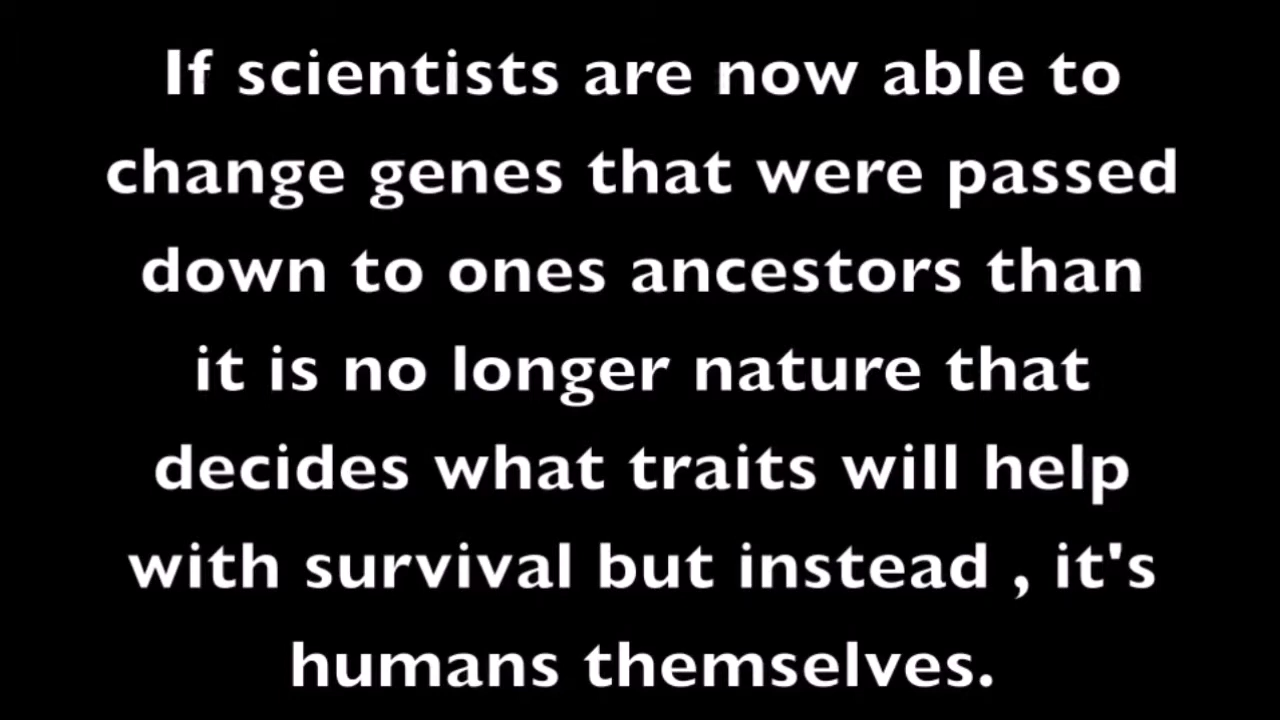 If scientists are now able to
change genes that were passed
down to ones ancestors than
it is no longer nature that
decides what traits will help
with survival but instead , it's
humans themselves.